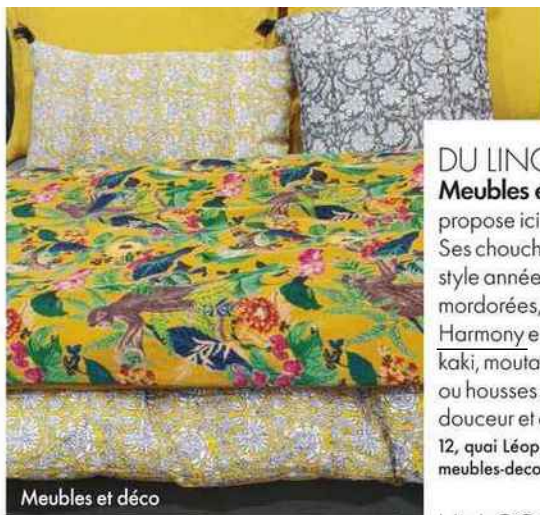 DU LING
Meubles e
propose ici
Ses chouch
style année
mordorées,
Harmony e
kaki, mouta
ou housses
douceur et
12, quai Léop
meubles-deco
Meubles et déco